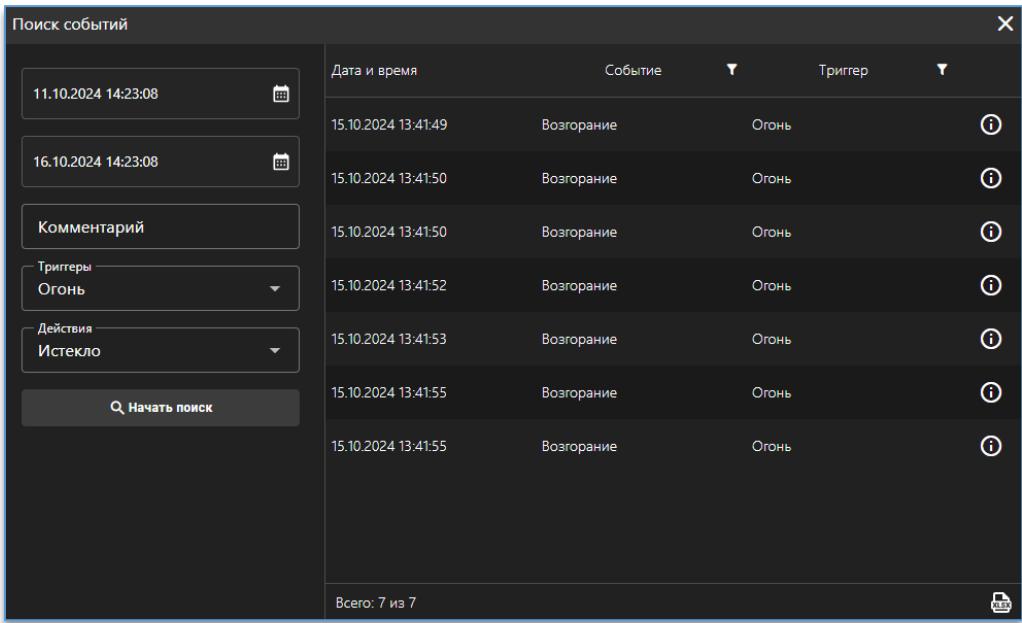 Поиск событий
11.10.2024 14:23:08
16.10.2024 14:23:08
Комментарий
Триггеры
Огонь
Действия
Истекло
Начать поиск
Дата и время Событие Триггер
15.10.2024 13:41:49 Возгорание Огонь
15.10.2024 13:41:50 Возгорание Огонь
15.10.2024 13:41:50 Возгорание Огонь
15.10.2024 13:41:52 Возгорание Огонь
15.10.2024 13:41:53 Возгорание Огонь
15.10.2024 13:41:55 Возгорание Огонь
15.10.2024 13:41:55 Возгорание Огонь
Всего: 7 из 7
XLSX